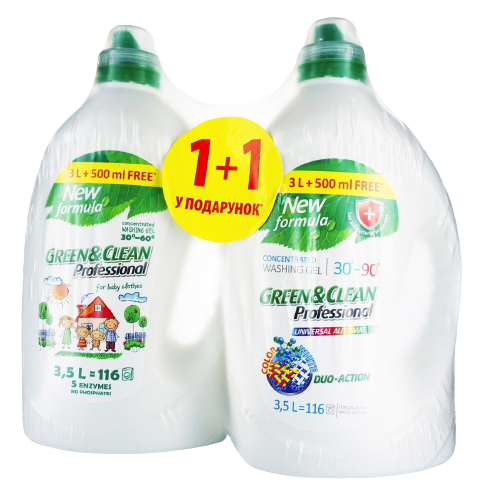 1+1
У ПОДАРУНОК*
3 L + 500 ml FREE*
New
formula
concentrated
WASHING GEL
30°-60°
GREEN & CLEAN
Professional
for baby clothes
3,5 L = 116
5 ENZYMES
NO PHOSPHATES
3 L + 500 ml FREE*
New
formula
CONCENTRATED
WASHING GEL
30°-90°
GREEN & CLEAN
Professional
UNIVERSAL AUTOMAT
COLOR
WHITE
DUO-ACTION
3,5 L = 116